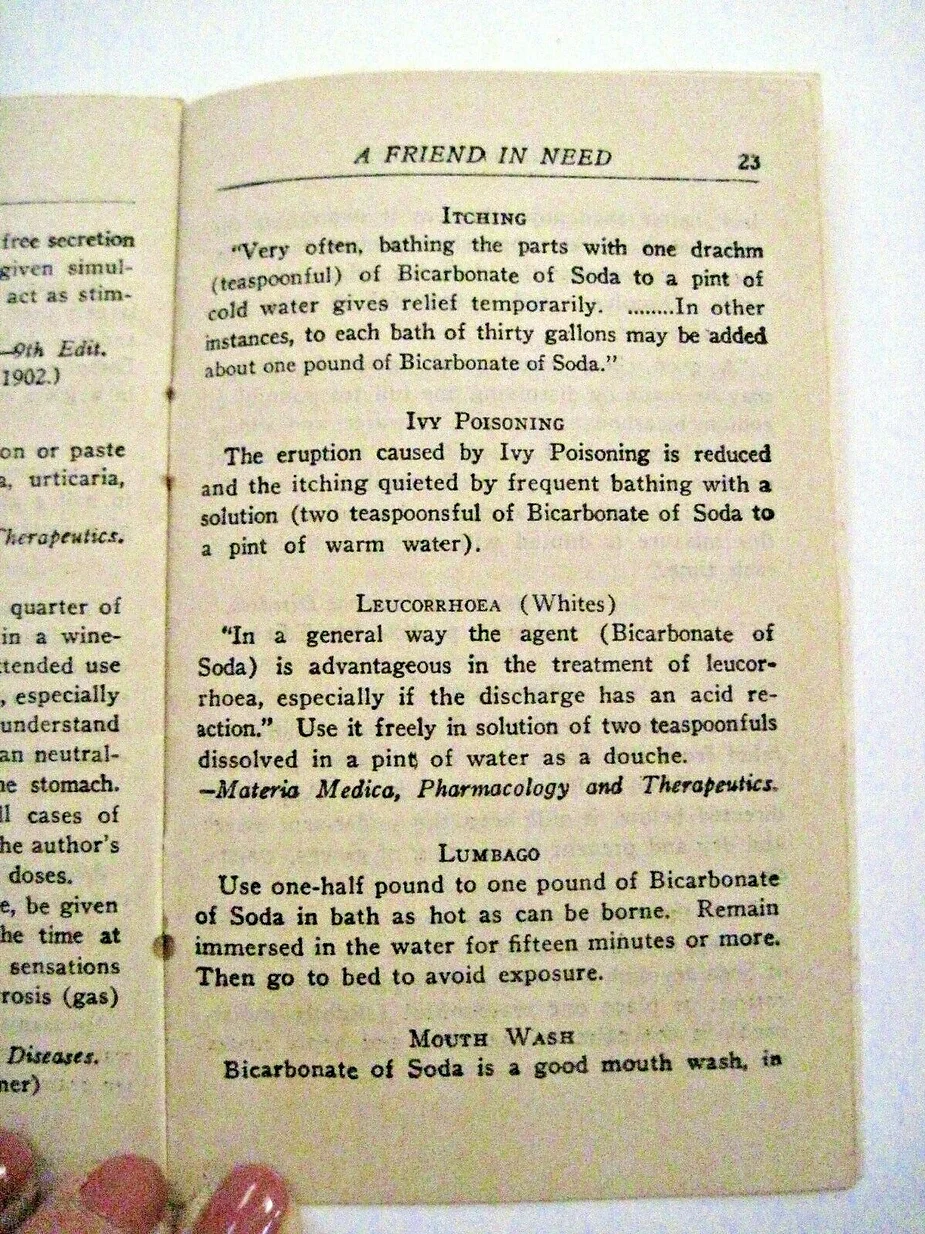 free secretion
given simul-
act as stim-
—9th Edit.
1902.)
on or paste
a, urticaria,
Therapeutics.
quarter of
in a wine-
xtended use
, especially
understand
an neutral-
he stomach.
ll cases of
he author's
doses.
e, be given
he time at
sensations
rosis (gas)
Diseases.
ner)
A FRIEND IN NEED 23
ITCHING
"Very often, bathing the parts with one drachm
(teaspoonful) of Bicarbonate of Soda to a pint of
cold water gives relief temporarily. ........In other
instances, to each bath of thirty gallons may be added
about one pound of Bicarbonate of Soda."
IVY POISONING
The eruption caused by Ivy Poisoning is reduced
and the itching quieted by frequent bathing with a
solution (two teaspoonsful of Bicarbonate of Soda to
a pint of warm water).
LEUCORRHOEA (Whites)
"In a general way the agent (Bicarbonate of
Soda) is advantageous in the treatment of leucor-
rhoea, especially if the discharge has an acid re-
action." Use it freely in solution of two teaspoonfuls
dissolved in a pint of water as a douche.
—Materia Medica, Pharmacology and Therapeutics.
LUMBAGO
Use one-half pound to one pound of Bicarbonate
of Soda in bath as hot as can be borne. Remain
immersed in the water for fifteen minutes or more.
Then go to bed to avoid exposure.
MOUTH WASH
Bicarbonate of Soda is a good mouth wash, in